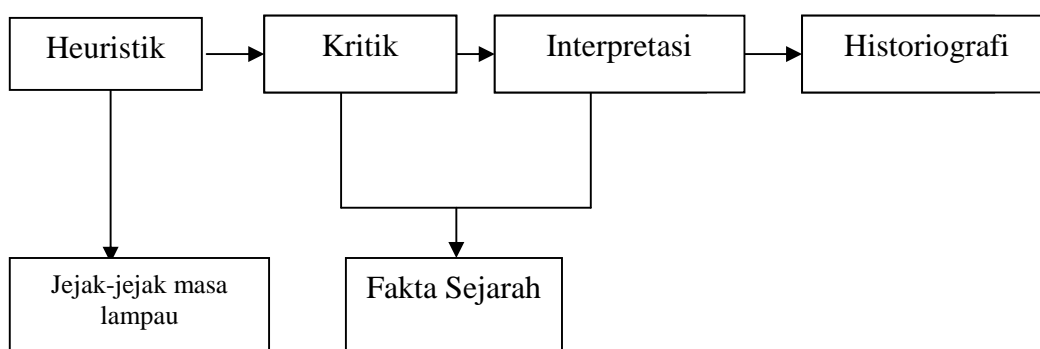 Heuristik
Kritik
Interpretasi
Historiografi
Jejak-jejak masa
lampau
Fakta Sejarah